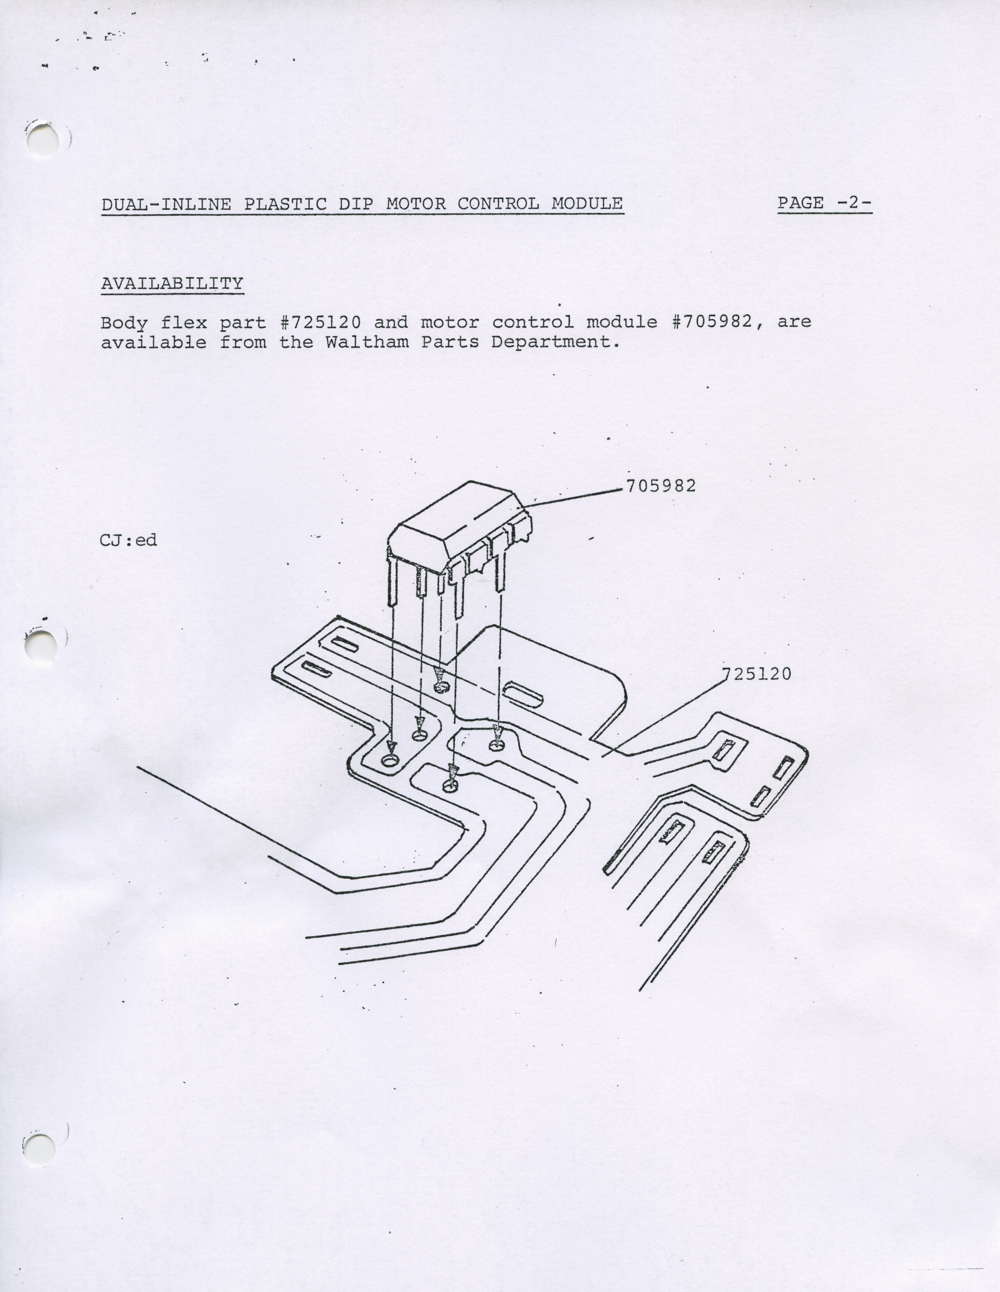 DUAL-INLINE PLASTIC DIP MOTOR CONTROL MODULE PAGE -2-
AVAILABILITY
Body flex part #725120 and motor control module #705982, are
available from the Waltham Parts Department.
705982
CJ:ed
725120